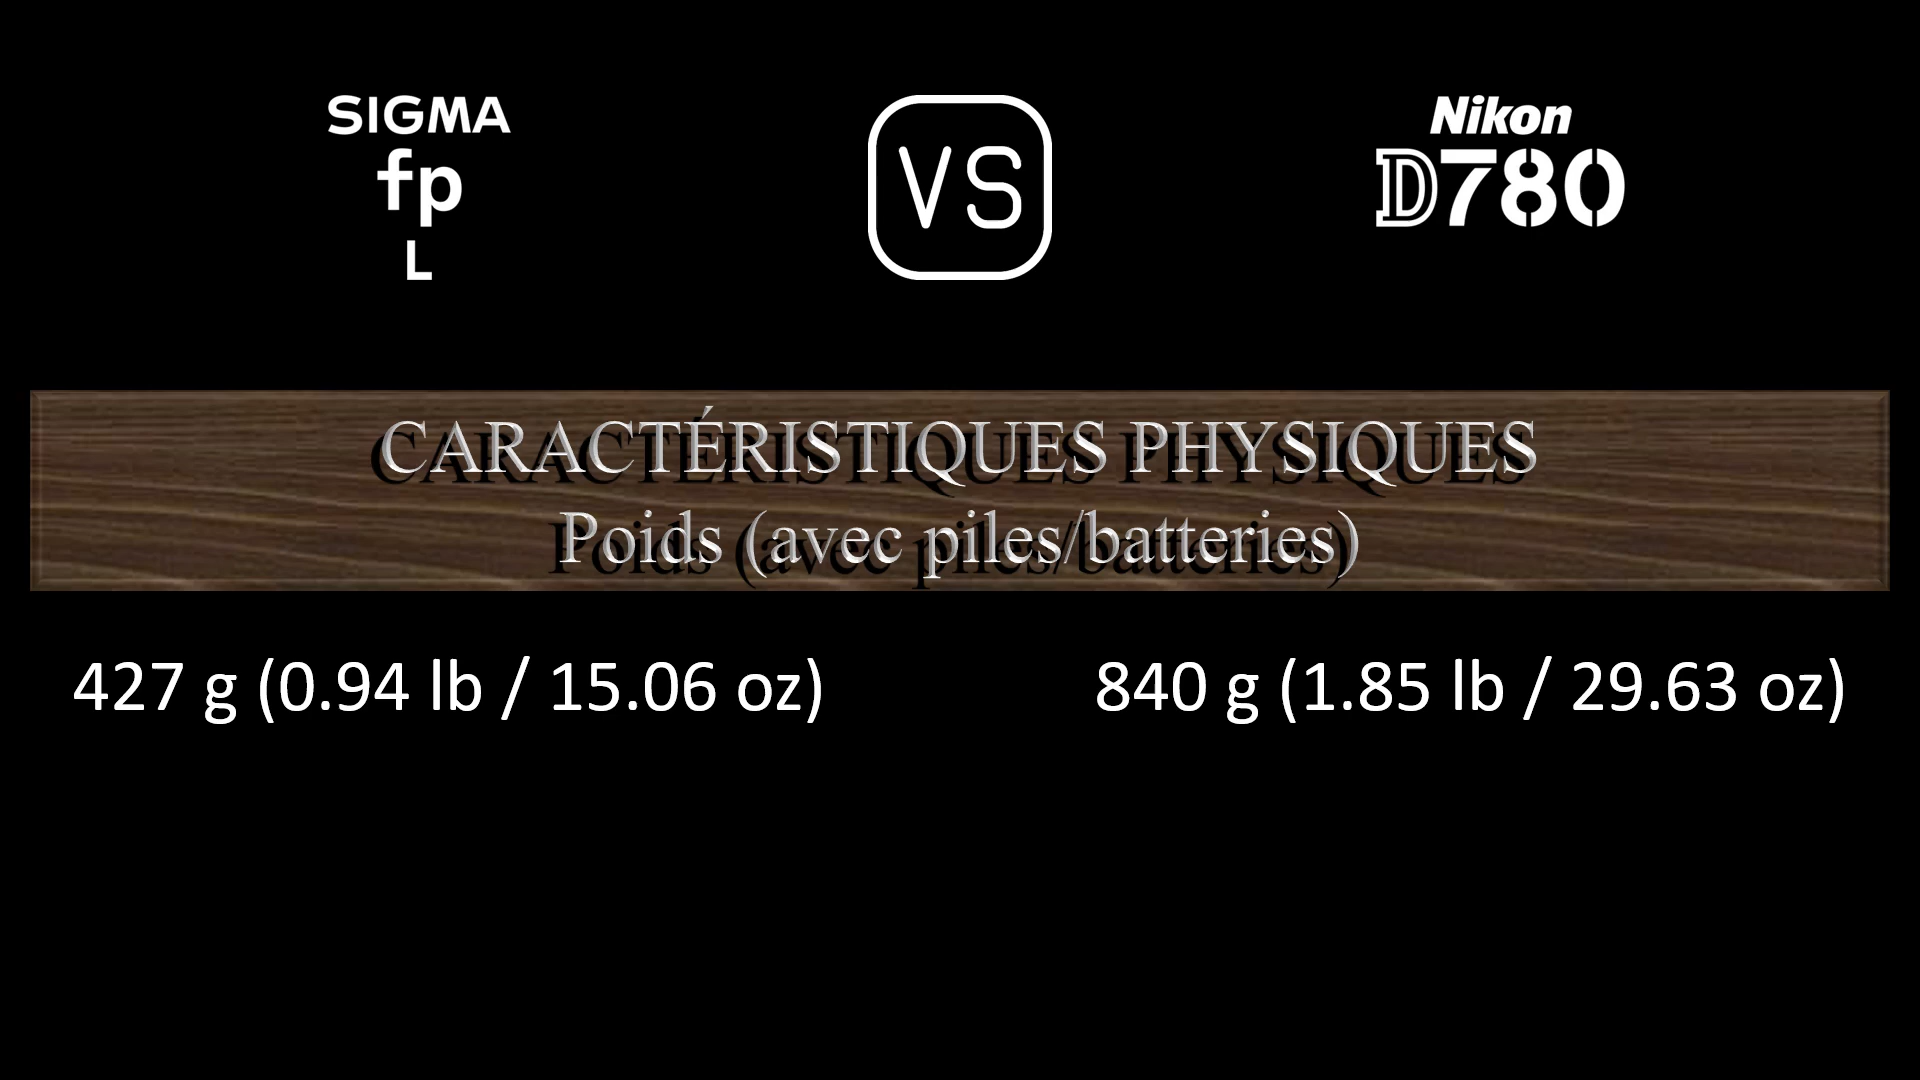 SIGMA
fp
L
VS
Nikon
D780
CARACTÉRISTIQUES PHYSIQUES
Poids (avec piles/batteries)
427 g (0.94 lb / 15.06 oz)
840 g (1.85 lb / 29.63 oz)